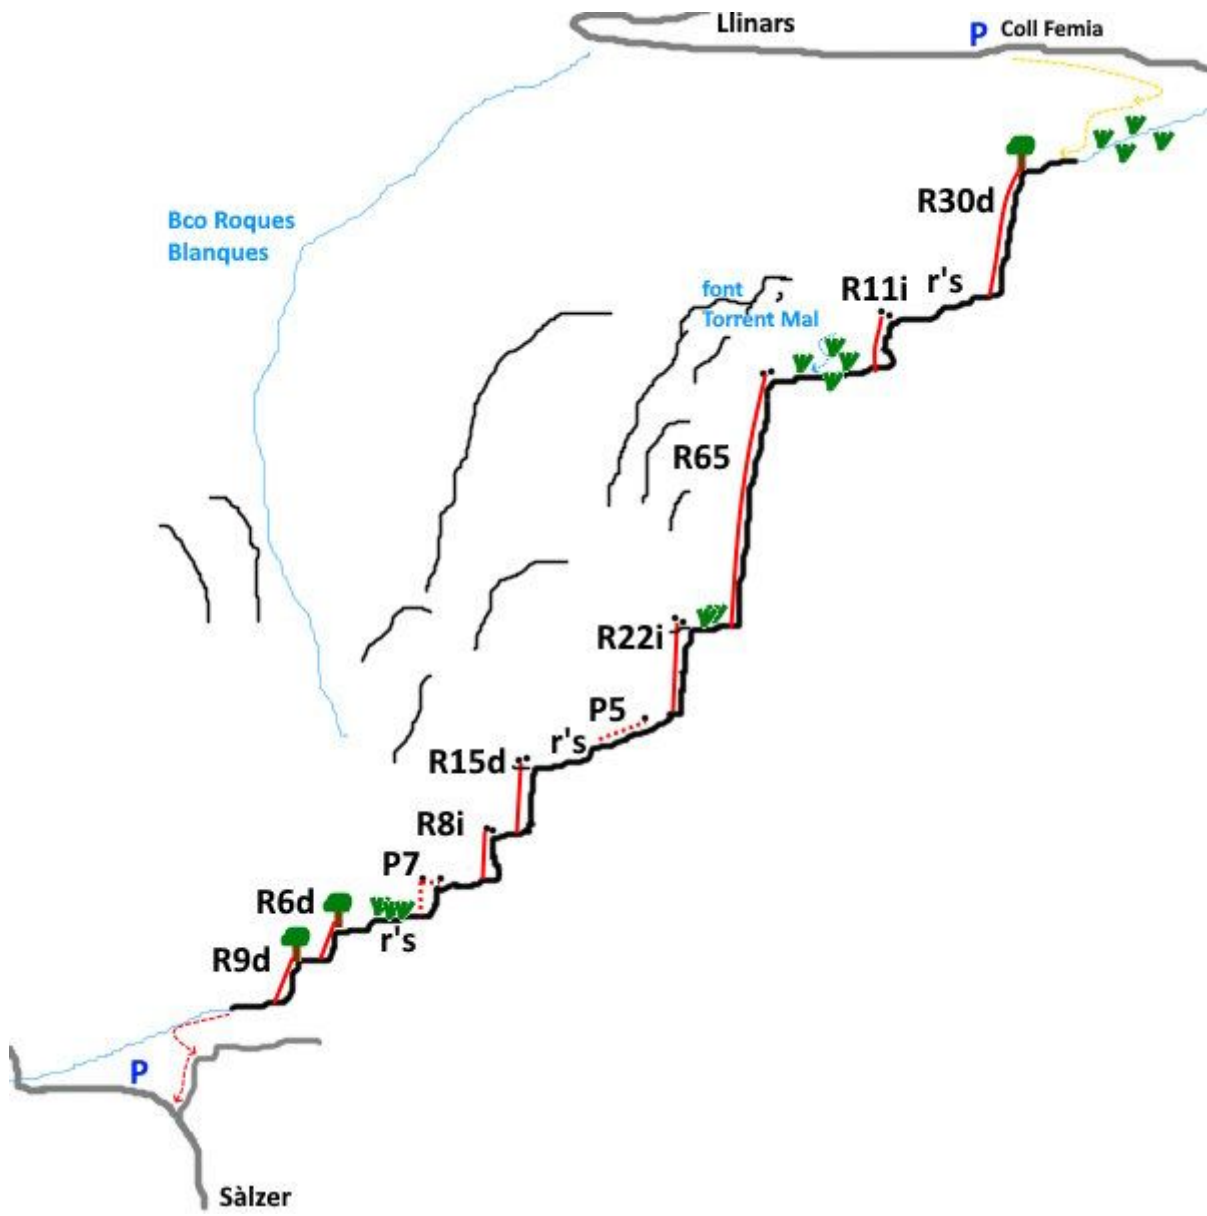 Llinars
P
Coll Femia
R30d
Bco Roques
Blanques
font
Torrent Mal
R11i
r's
R65
R22i
P5
r's
R15d
R8i
P7
R6d
r's
R9d
P
Sàlzer